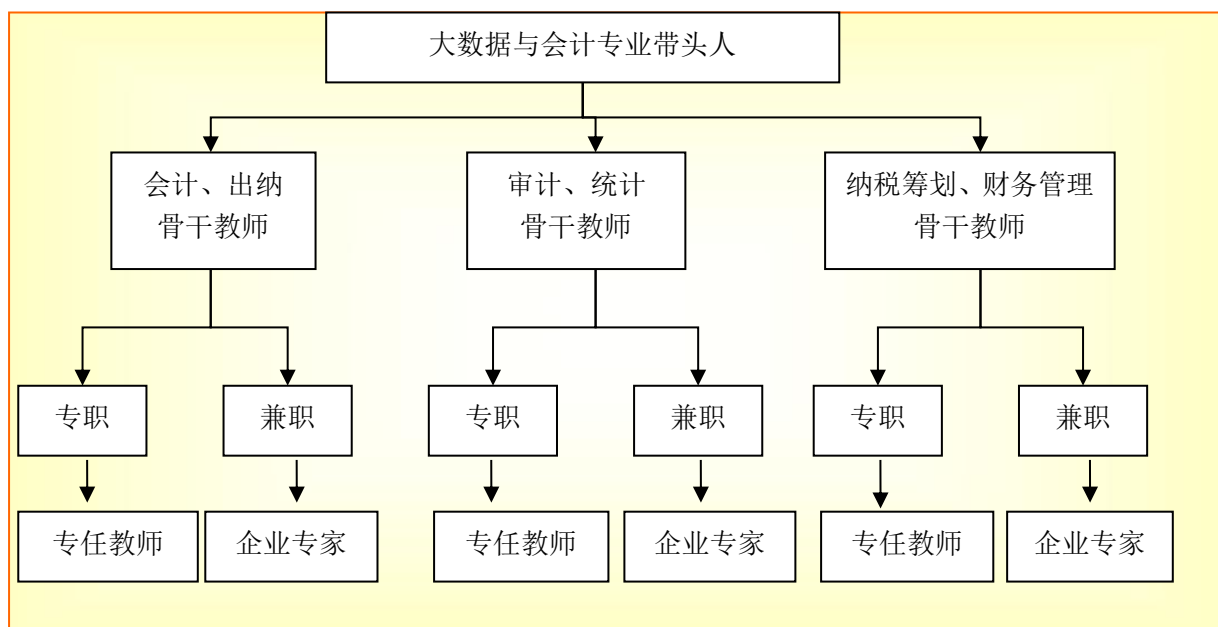 大数据与会计专业带头人
会计、出纳
骨干教师
审计、统计
骨干教师
纳税筹划、财务管理
骨干教师
专职
兼职
专职
兼职
专职
兼职
专任教师
企业专家
专任教师
企业专家
专任教师
企业专家